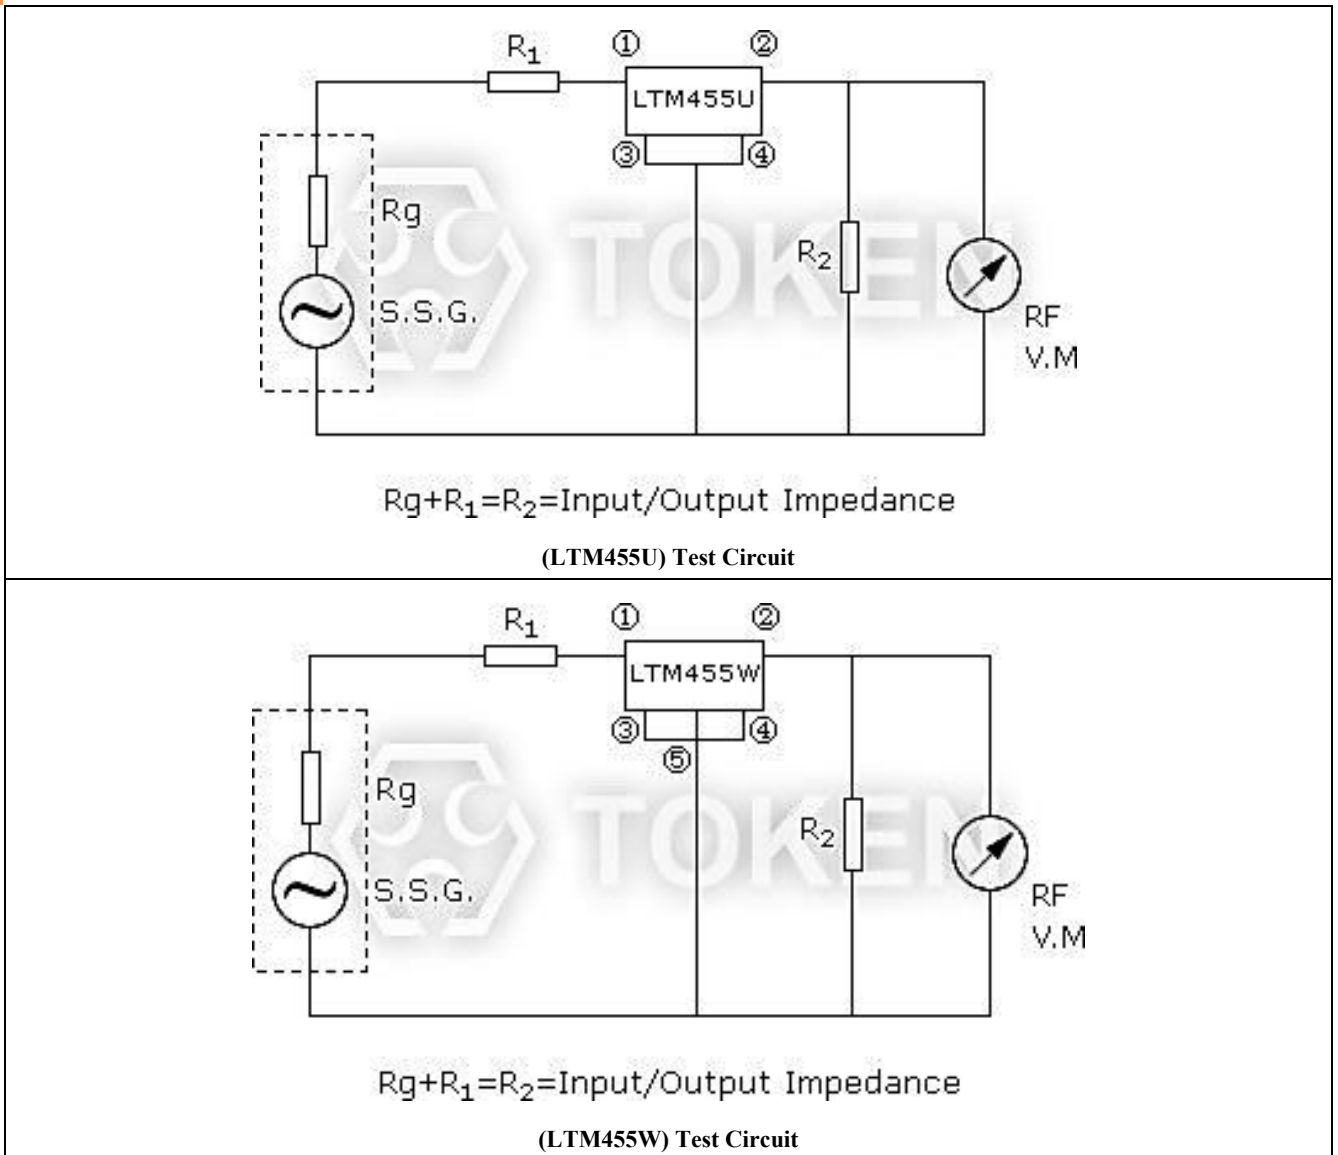 R1 ① ②
LTM455U
③ ④
Rg
TOKEN
R2
S.S.G.
RF
V.M
Rg+R1=R2=Input/Output Impedance
(LTM455U) Test Circuit
R1 ① ②
LTM455W
③ ④
⑤
Rg
TOKEN
R2
S.S.G.
RF
V.M
Rg+R1=R2=Input/Output Impedance
(LTM455W) Test Circuit